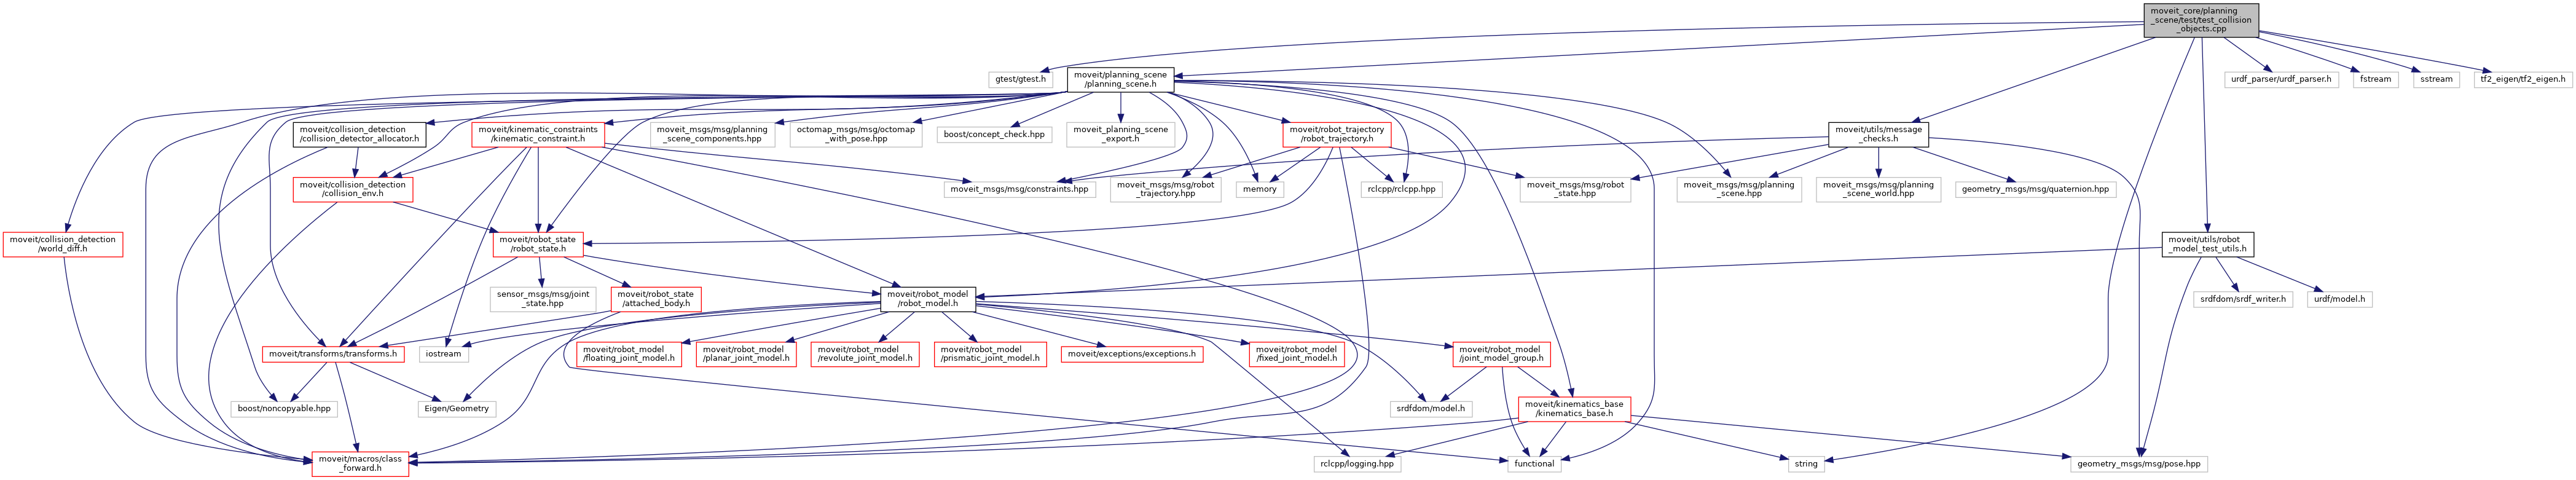 moveit_core/planning
_scene/test/test_collision
_objects.cpp
gtest/gtest.h
moveit/planning_scene
/planning_scene.h
urdf_parser/urdf_parser.h
fstream
sstream
tf2_eigen/tf2_eigen.h
moveit/collision_detection
/collision_detector_allocator.h
moveit/kinematic_constraints
/kinematic_constraint.h
moveit_msgs/msg/planning
_scene_components.hpp
octomap_msgs/msg/octomap
_with_pose.hpp
boost/concept_check.hpp
moveit_planning_scene
_export.h
moveit/robot_trajectory
/robot_trajectory.h
moveit/utils/message
_checks.h
moveit/collision_detection
/collision_env.h
moveit_msgs/msg/constraints.hpp
moveit_msgs/msg/robot
_trajectory.hpp
memory
rclcpp/rclcpp.hpp
moveit_msgs/msg/robot
_state.hpp
moveit_msgs/msg/planning
_scene.hpp
moveit_msgs/msg/planning
_scene_world.hpp
geometry_msgs/msg/quaternion.hpp
moveit/collision_detection
/world_diff.h
moveit/robot_state
/robot_state.h
moveit/utils/robot
_model_test_utils.h
sensor_msgs/msg/joint
_state.hpp
moveit/robot_state
/attached_body.h
moveit/robot_model
/robot_model.h
srdfdom/srdf_writer.h
urdf/model.h
moveit/transforms/transforms.h
iostream
moveit/robot_model
/floating_joint_model.h
moveit/robot_model
/planar_joint_model.h
moveit/robot_model
/revolute_joint_model.h
moveit/robot_model
/prismatic_joint_model.h
moveit/exceptions/exceptions.h
moveit/robot_model
/fixed_joint_model.h
moveit/robot_model
/joint_model_group.h
boost/noncopyable.hpp
Eigen/Geometry
srdfdom/model.h
moveit/kinematics_base
/kinematics_base.h
moveit/macros/class
_forward.h
rclcpp/logging.hpp
functional
string
geometry_msgs/msg/pose.hpp